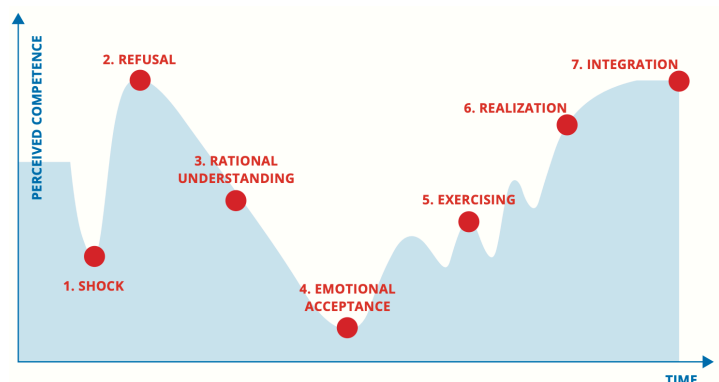 PERCEIVED COMPETENCE
2. REFUSAL
7. INTEGRATION
6. REALIZATION
3. RATIONAL
UNDERSTANDING
5. EXERCISING
1. SHOCK
4. EMOTIONAL
ACCEPTANCE
TIME